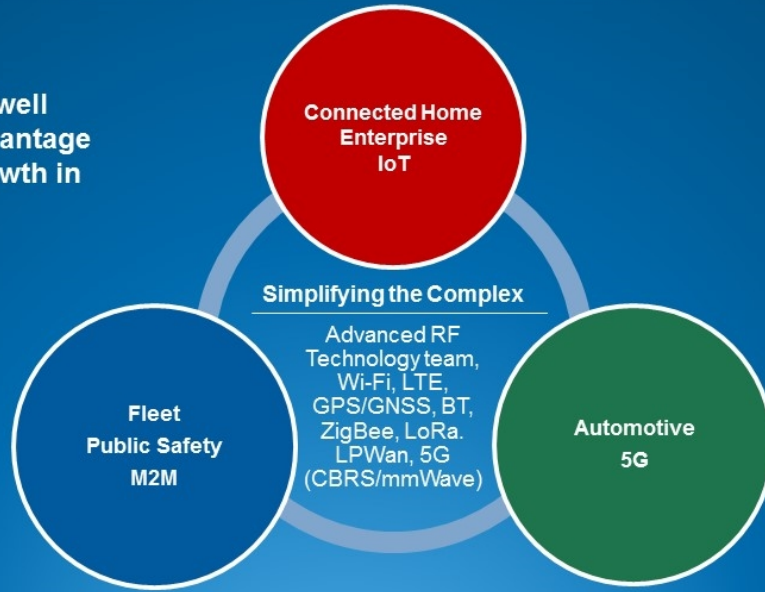 well
antage
wth in
Connected Home
Enterprise
IoT
Simplifying the Complex
Advanced RF
Technology team,
Wi-Fi, LTE,
GPS/GNSS, BT,
ZigBee, LoRa.
LPWan, 5G
(CBRS/mmWave)
Fleet
Public Safety
M2M
Automotive
5G